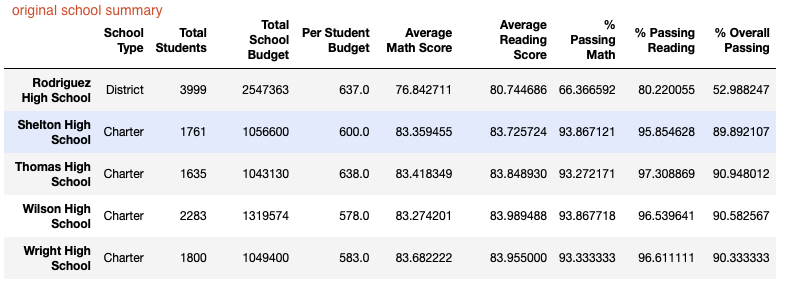 original school summary
School Type Total Students Total School Budget Per Student Budget Average Math Score Average Reading Score % Passing Math % Passing Reading % Overall Passing
Rodriguez High School District 3999 2547363 637.0 76.842711 80.744686 66.366592 80.220055 52.988247
Shelton High School Charter 1761 1056600 600.0 83.359455 83.725724 93.867121 95.854628 89.892107
Thomas High School Charter 1635 1043130 638.0 83.418349 83.848930 93.272171 97.308869 90.948012
Wilson High School Charter 2283 1319574 578.0 83.274201 83.989488 93.867718 96.539641 90.582567
Wright High School Charter 1800 1049400 583.0 83.682222 83.955000 93.333333 96.611111 90.333333